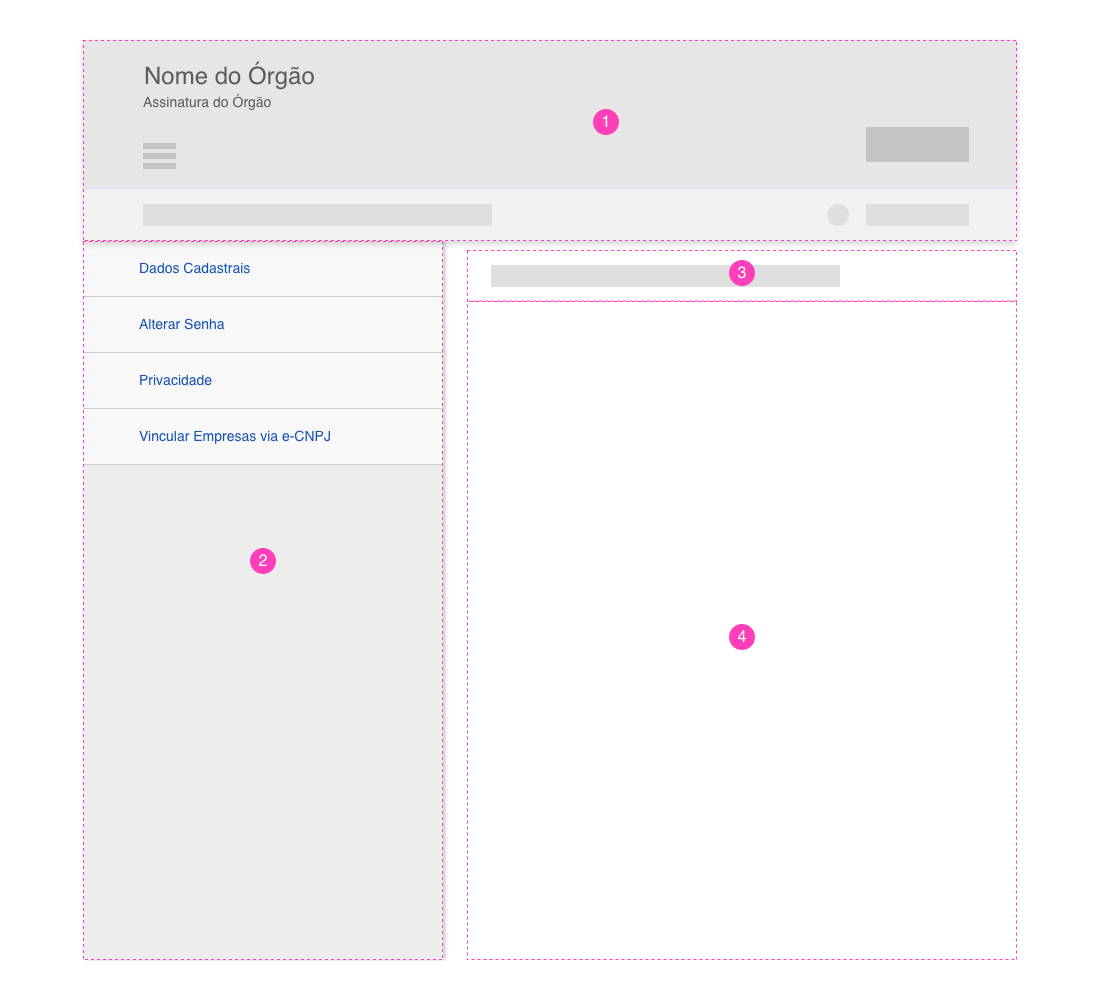 Nome do Órgão
Assinatura do Órgão
1
Dados Cadastrais
3
Alterar Senha
Privacidade
Vincular Empresas via e-CNPJ
2
4